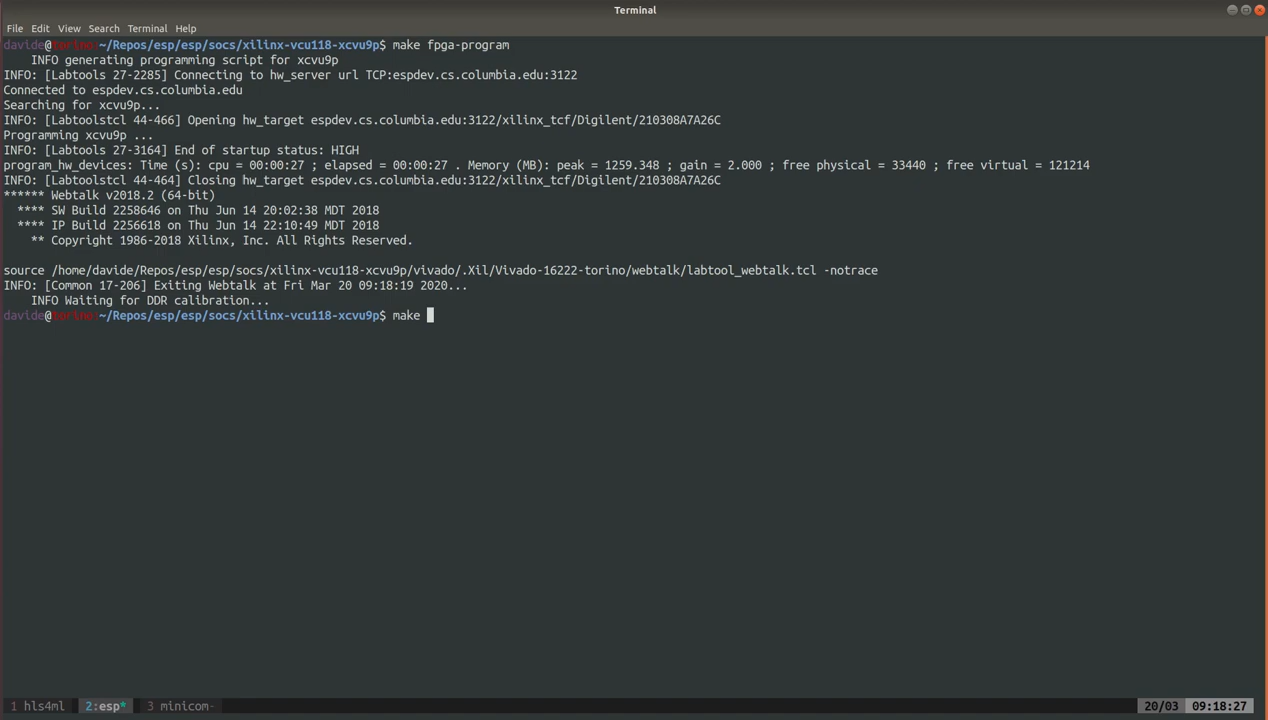 Terminal
File Edit View Search Terminal Help
davide@torino:~/Repos/esp/esp/socs/xilinx-vcu118-xcvu9p$ make fpga-program
    INFO generating programming script for xcvu9p
INFO: [Labtools 27-2285] Connecting to hw_server url TCP:espdev.cs.columbia.edu:3122
Connected to espdev.cs.columbia.edu
Searching for xcvu9p...
INFO: [Labtoolstcl 44-466] Opening hw_target espdev.cs.columbia.edu:3122/xilinx_tcf/Digilent/210308A7A26C
Programming xcvu9p ...
INFO: [Labtools 27-3164] End of startup status: HIGH
program_hw_devices: Time (s): cpu = 00:00:27 ; elapsed = 00:00:27 . Memory (MB): peak = 1259.348 ; gain = 2.000 ; free physical = 33440 ; free virtual = 121214
INFO: [Labtoolstcl 44-464] Closing hw_target espdev.cs.columbia.edu:3122/xilinx_tcf/Digilent/210308A7A26C
****** Webtalk v2018.2 (64-bit)
  **** SW Build 2258646 on Thu Jun 14 20:02:38 MDT 2018
  **** IP Build 2256618 on Thu Jun 14 22:10:49 MDT 2018
    ** Copyright 1986-2018 Xilinx, Inc. All Rights Reserved.
source /home/davide/Repos/esp/esp/socs/xilinx-vcu118-xcvu9p/vivado/.Xil/Vivado-16222-torino/webtalk/labtool_webtalk.tcl -notrace
INFO: [Common 17-206] Exiting Webtalk at Fri Mar 20 09:18:19 2020...
    INFO Waiting for DDR calibration...
davide@torino:~/Repos/esp/esp/socs/xilinx-vcu118-xcvu9p$ make
1 hls4ml 2:esp* 3 minicom- 20/03 09:18:27